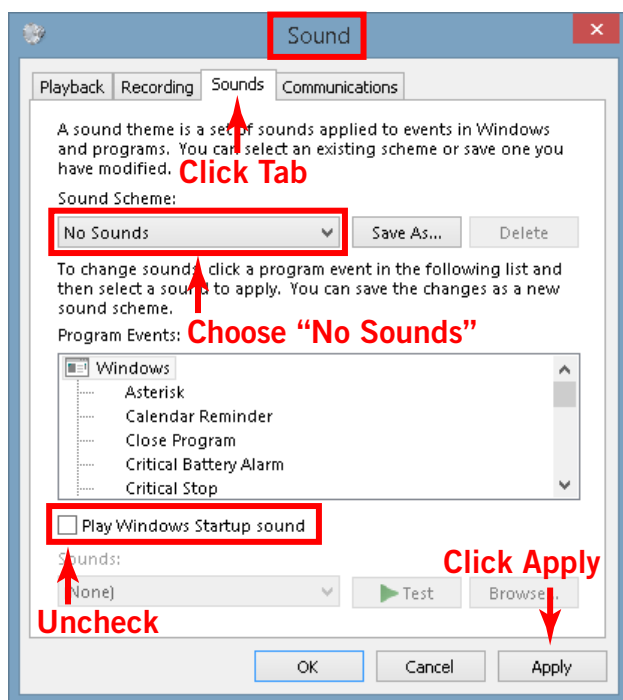 Sound
Playback Recording Sounds Communications
A sound theme is a set of sounds applied to events in Windows
and programs. You can select an existing scheme or save one you
have modified.
Click Tab
Sound Scheme:
No Sounds Save As... Delete
To change sounds, click a program event in the following list and
then select a sound to apply. You can save the changes as a new
sound scheme.
Choose “No Sounds”
Program Events:
Windows
Asterisk
Calendar Reminder
Close Program
Critical Battery Alarm
Critical Stop
Play Windows Startup sound
Sounds:
Click Apply
(None) Test Browse...
Uncheck
OK Cancel Apply